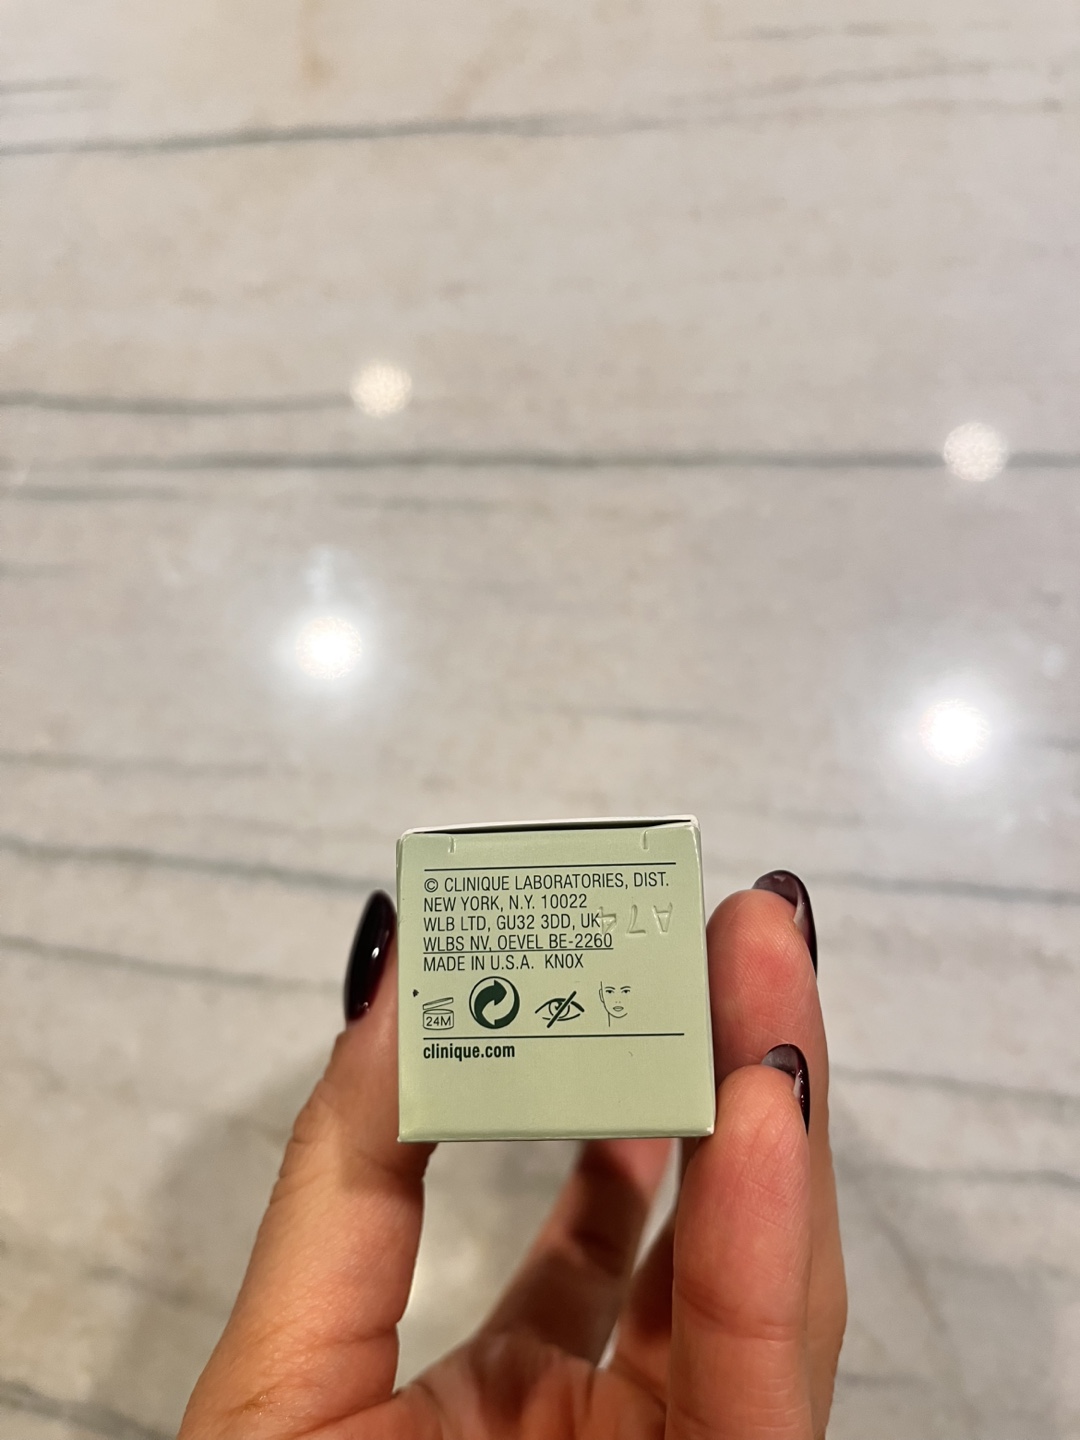 © CLINIQUE LABORATORIES, DIST.
NEW YORK, N.Y. 10022
WLB LTD, GU32 3DD, UK
WLBS NV, OEVEL BE-2260
MADE IN U.S.A. KN0X
24M
clinique.com
A74